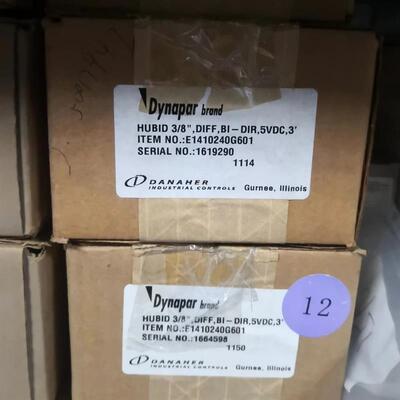 Dynapar brand
HUBID 3/8",DIFF,BI-DIR,5VDC,3'
ITEM NO.:E1410240G601
SERIAL NO.:1619290
1114
DANAHER
INDUSTRIAL CONTROLS
Gurnee, Illinois
Dynapar brand
HUBID 3/8",DIFF,BI-DIR,5VDC,3'
ITEM NO.:E1410240G601
SERIAL NO.:1664598
1150
DANAHER
INDUSTRIAL CONTROLS
Gurnee, Illinois
12